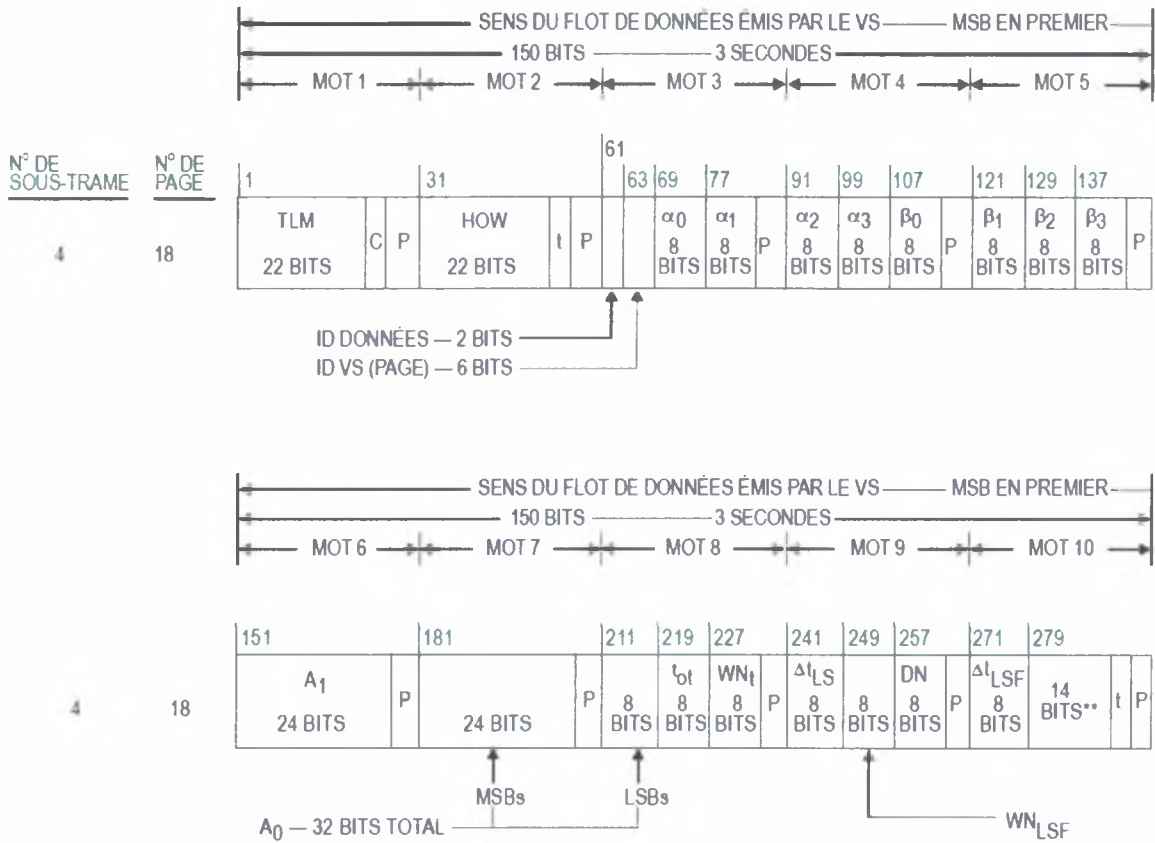 SENS DU FLOT DE DONNÉES ÉMIS PAR LE VS MSB EN PREMIER
150 BITS 3 SECONDES
MOT 1 MOT 2 MOT 3 MOT 4 MOT 5
N° DE SOUS-TRAME N° DE PAGE
1 31 61 63 69 77 91 99 107 121 129 137
4 18 TLM 22 BITS C P HOW 22 BITS t P α0 8 BITS α1 8 BITS P α2 8 BITS α3 8 BITS β0 8 BITS P β1 8 BITS β2 8 BITS β3 8 BITS P
ID DONNÉES — 2 BITS
ID VS (PAGE) — 6 BITS
SENS DU FLOT DE DONNÉES ÉMIS PAR LE VS MSB EN PREMIER
150 BITS 3 SECONDES
MOT 6 MOT 7 MOT 8 MOT 9 MOT 10
151 181 211 219 227 241 249 257 271 279
4 18 A1 24 BITS P 24 BITS P 8 BITS tot 8 BITS WNt 8 BITS P ΔtLS 8 BITS 8 BITS DN 8 BITS P ΔtLSF 8 BITS 14 BITS** t P
MSBs LSBs
A0 — 32 BITS TOTAL WNLSF